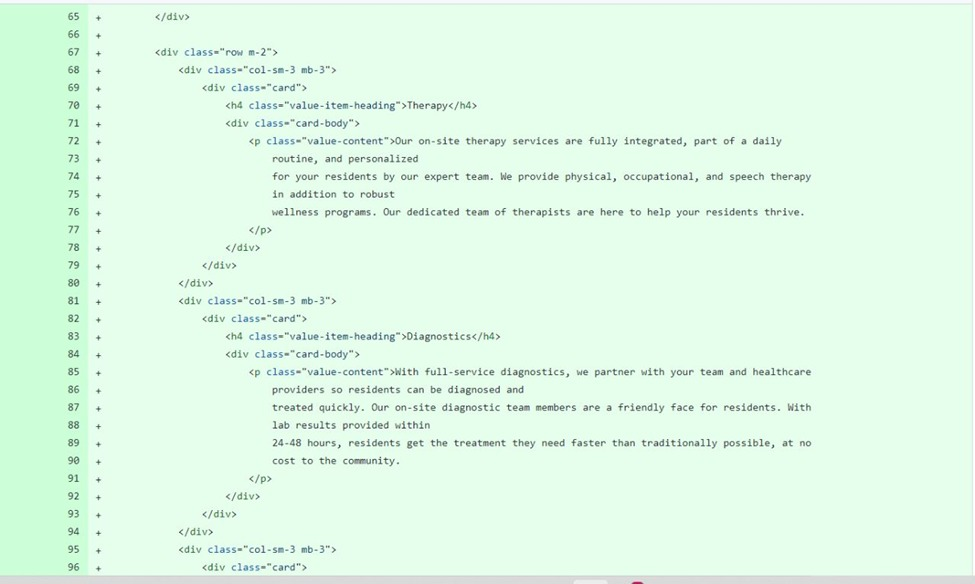 65 + </div>
66 +
67 + <div class="row m-2">
68 + <div class="col-sm-3 mb-3">
69 + <div class="card">
70 + <h4 class="value-item-heading">Therapy</h4>
71 + <div class="card-body">
72 + <p class="value-content">Our on-site therapy services are fully integrated, part of a daily
73 + routine, and personalized
74 + for your residents by our expert team. We provide physical, occupational, and speech therapy
75 + in addition to robust
76 + wellness programs. Our dedicated team of therapists are here to help your residents thrive.
77 + </p>
78 + </div>
79 + </div>
80 + </div>
81 + <div class="col-sm-3 mb-3">
82 + <div class="card">
83 + <h4 class="value-item-heading">Diagnostics</h4>
84 + <div class="card-body">
85 + <p class="value-content">With full-service diagnostics, we partner with your team and healthcare
86 + providers so residents can be diagnosed and
87 + treated quickly. Our on-site diagnostic team members are a friendly face for residents. With
88 + lab results provided within
89 + 24-48 hours, residents get the treatment they need faster than traditionally possible, at no
90 + cost to the community.
91 + </p>
92 + </div>
93 + </div>
94 + </div>
95 + <div class="col-sm-3 mb-3">
96 + <div class="card">